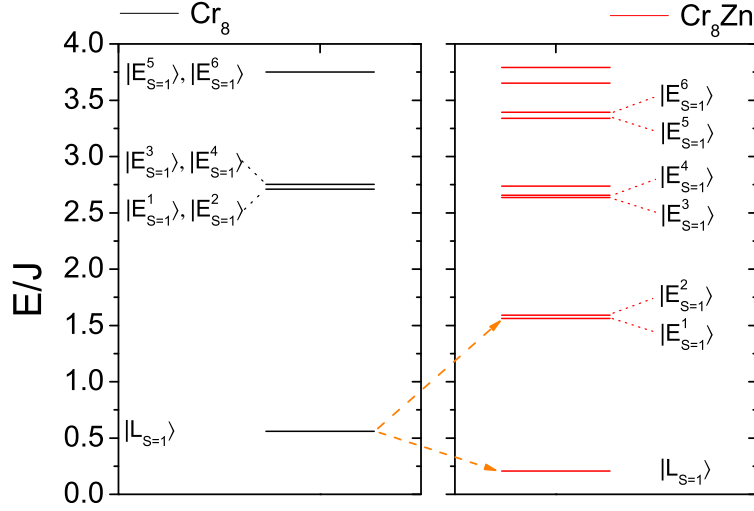 Cr₈
Cr₈Zn
E/J
4.0
3.5
3.0
2.5
2.0
1.5
1.0
0.5
0.0
|E⁵S=1⟩,|E⁶S=1⟩
|E³S=1⟩,|E⁴S=1⟩
|E¹S=1⟩,|E²S=1⟩
|LS=1⟩
|E⁶S=1⟩
|E⁵S=1⟩
|E⁴S=1⟩
|E³S=1⟩
|E²S=1⟩
|E¹S=1⟩
|LS=1⟩